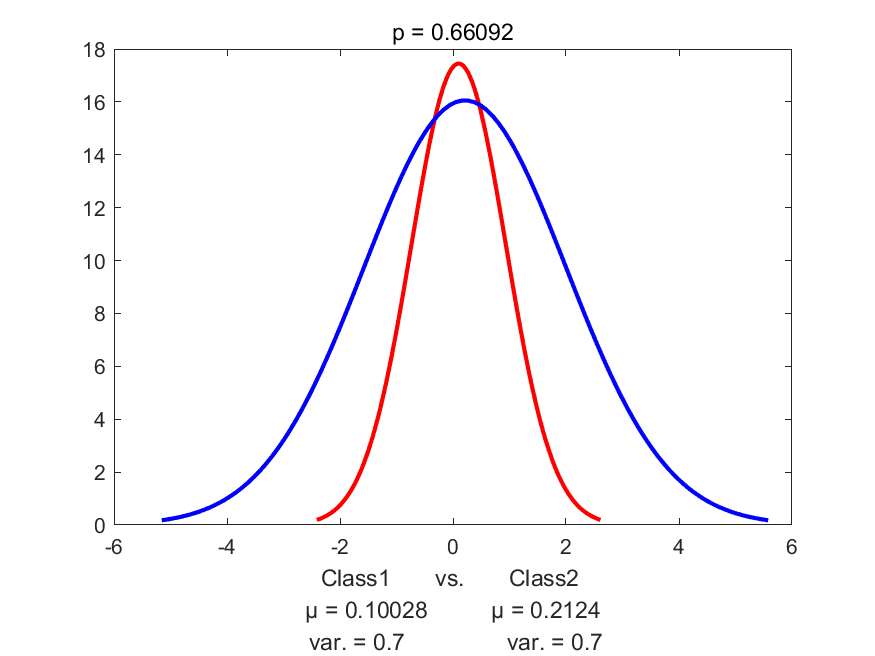 p = 0.66092
18
16
14
12
10
8
6
4
2
0
-6 -4 -2 0 2 4 6
Class1 vs. Class2
µ = 0.10028 µ = 0.2124
var. = 0.7 var. = 0.7